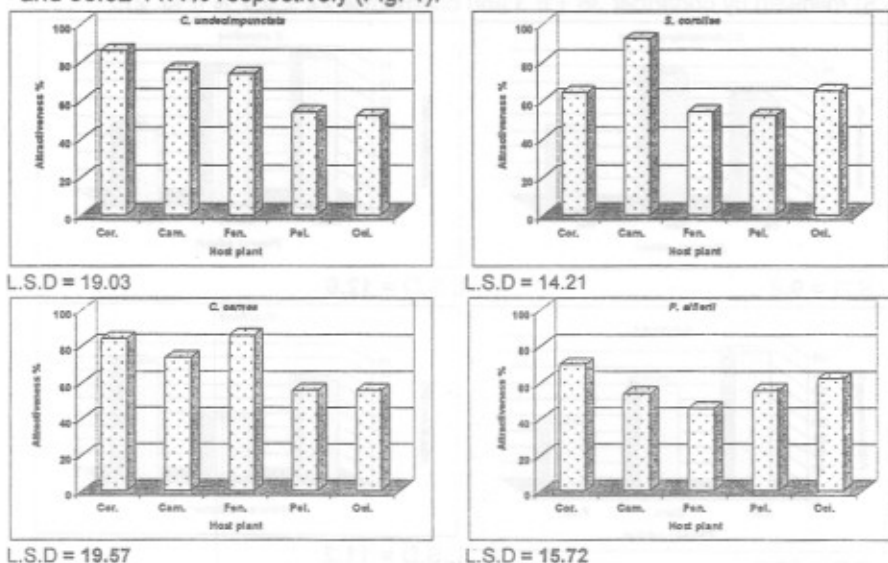 C. undecimpunctata
100
80
60
40
20
0
Attractiveness %
Cor. Cam. Fen. Pel. Oci.
Host plant
L.S.D = 19.03
S. corollae
100
80
60
40
20
0
Attractiveness %
Cor. Cam. Fen. Pel. Oci.
Host plant
L.S.D = 14.21
C. carnea
100
80
60
40
20
0
Attractiveness %
Cor. Cam. Fen. Pel. Oci.
Host plant
L.S.D = 19.57
P. alfierii
100
80
60
40
20
0
Attractiveness %
Cor. Cam. Fen. Pel. Oci.
Host plant
L.S.D = 15.72